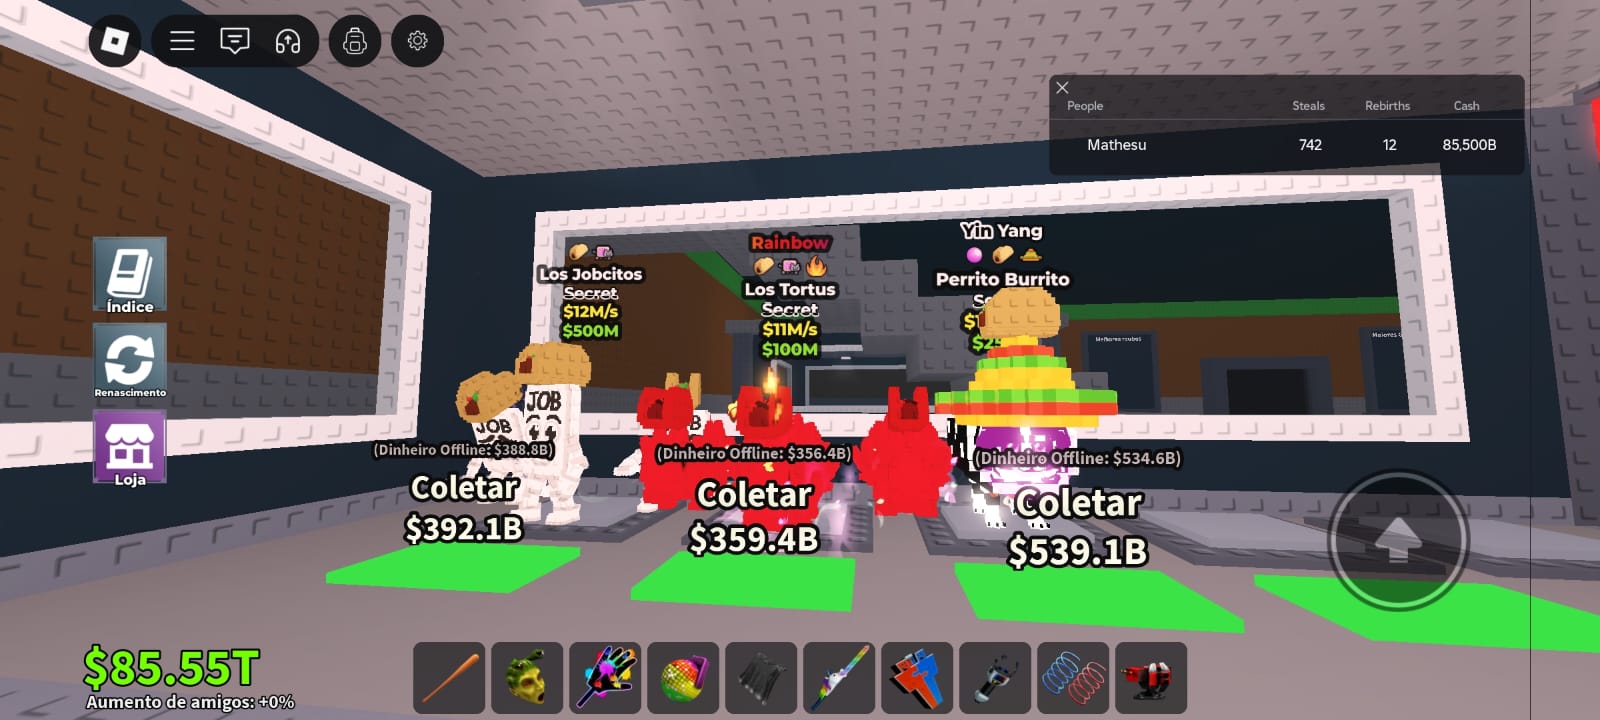 People Steals Rebirths Cash
Mathesu 742 12 85,500B
Índice
Renascimento
Loja
Los Jobcitos
Secret
$12M/s
$500M
Rainbow
Los Tortus
Secret
$11M/s
$100M
Yin Yang
Perrito Burrito
JOB
JOB
(Dinheiro Offline: $388.8B)
Coletar
$392.1B
(Dinheiro Offline: $356.4B)
Coletar
$359.4B
(Dinheiro Offline: $534.6B)
Coletar
$539.1B
$85.55T
Aumento de amigos: +0%